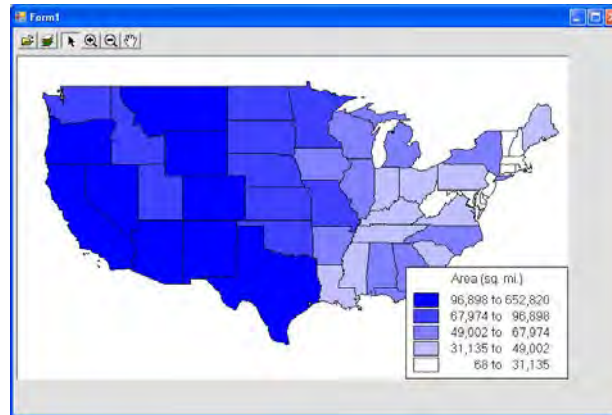 Form1
Area (sq. mi.)
96,898 to 652,820
67,974 to 96,898
49,002 to 67,974
31,135 to 49,002
68 to 31,135